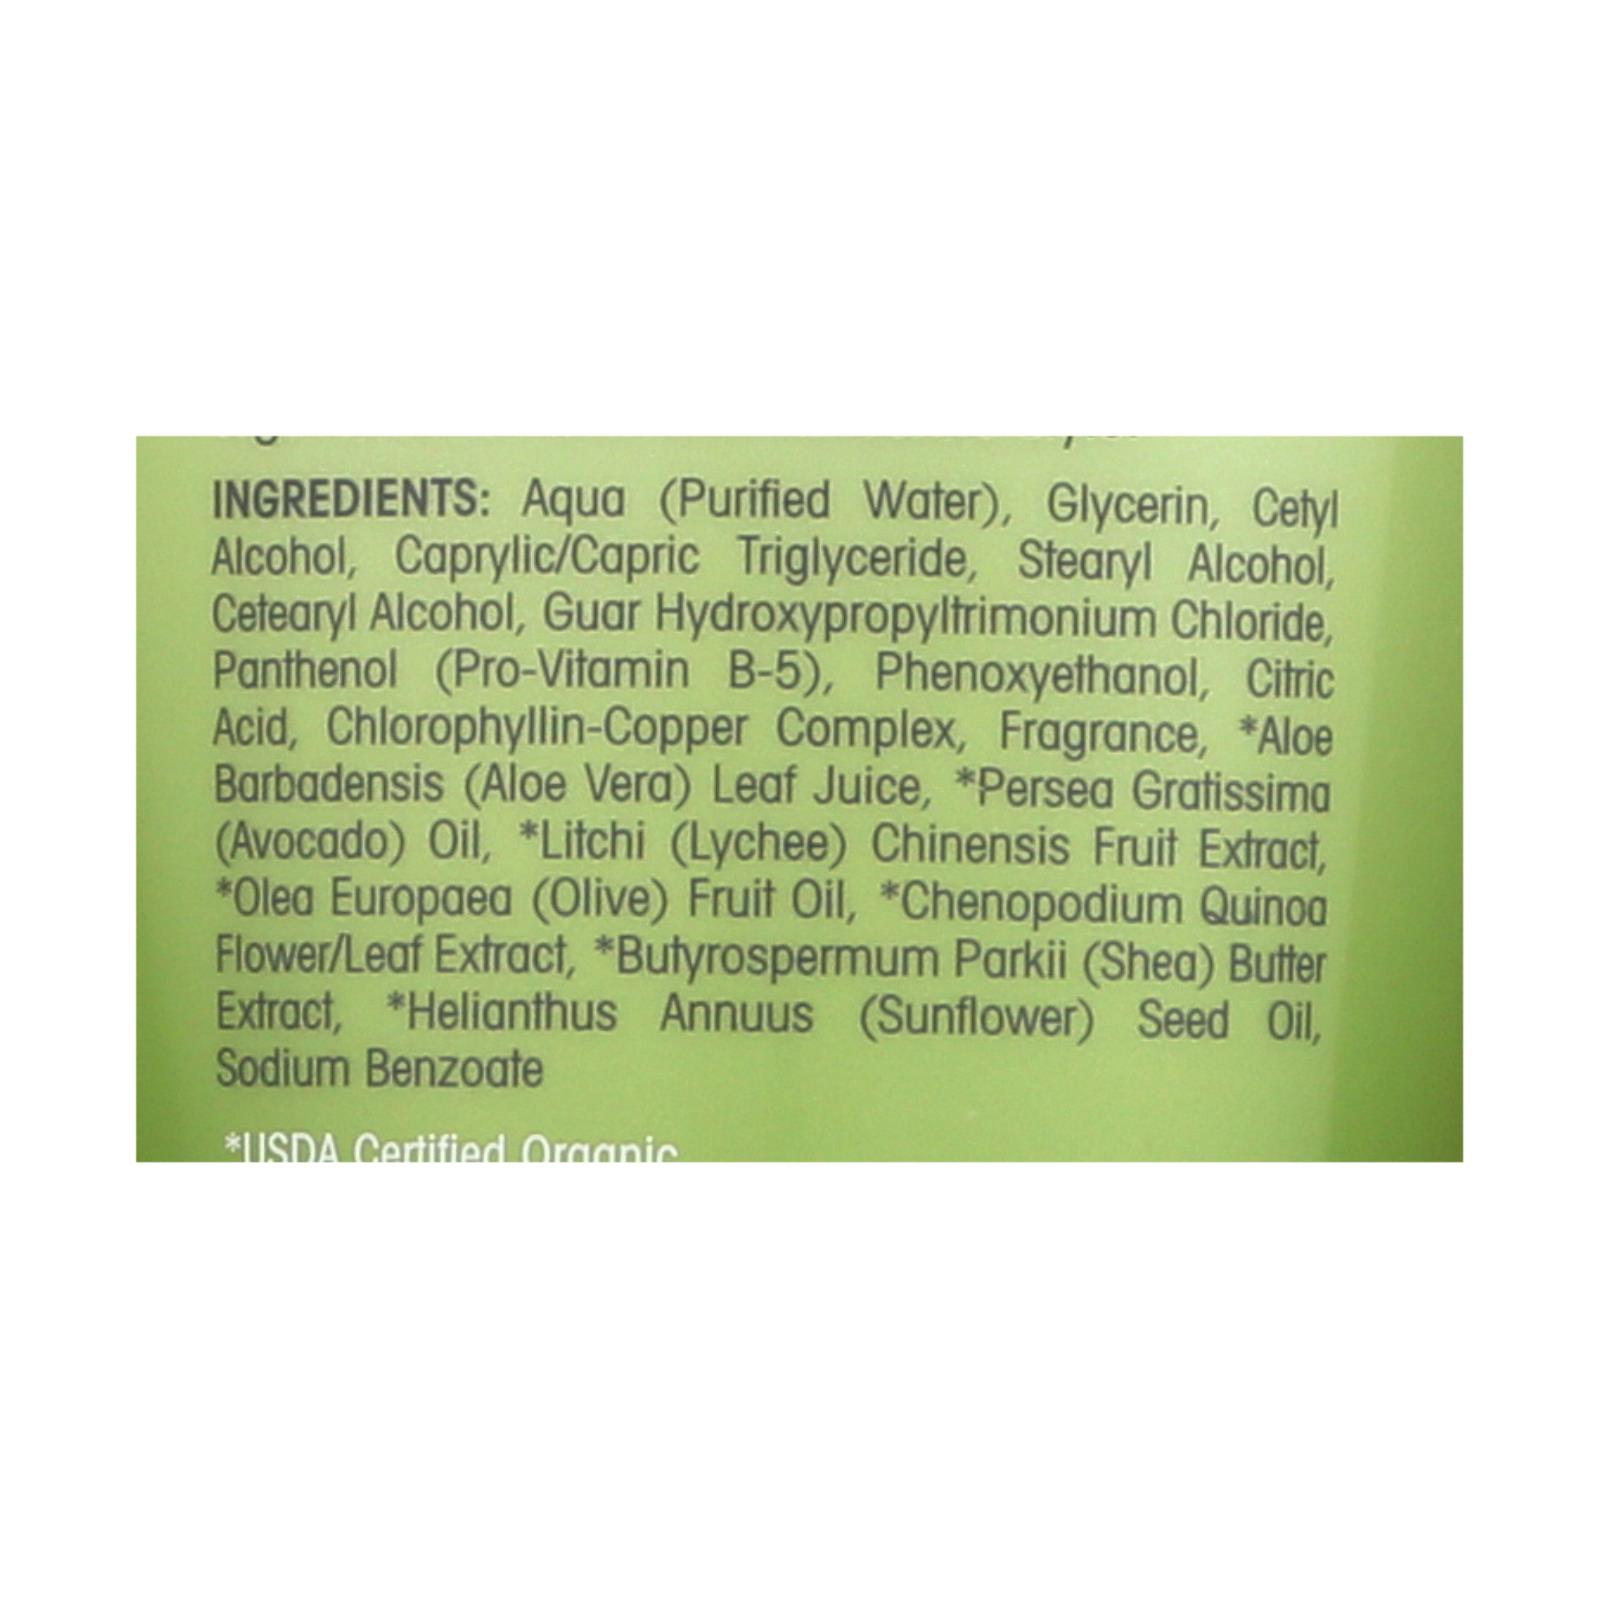 INGREDIENTS: Aqua (Purified Water), Glycerin, Cetyl
Alcohol, Caprylic/Capric Triglyceride, Stearyl Alcohol,
Cetearyl Alcohol, Guar Hydroxypropyltrimonium Chloride,
Panthenol (Pro-Vitamin B-5), Phenoxyethanol, Citric
Acid, Chlorophyllin-Copper Complex, Fragrance, *Aloe
Barbadensis (Aloe Vera) Leaf Juice, *Persea Gratissima
(Avocado) Oil, *Litchi (Lychee) Chinensis Fruit Extract,
*Olea Europaea (Olive) Fruit Oil, *Chenopodium Quinoa
Flower/Leaf Extract, *Butyrospermum Parkii (Shea) Butter
Extract, *Helianthus Annuus (Sunflower) Seed Oil,
Sodium Benzoate
*USDA Certified Organic